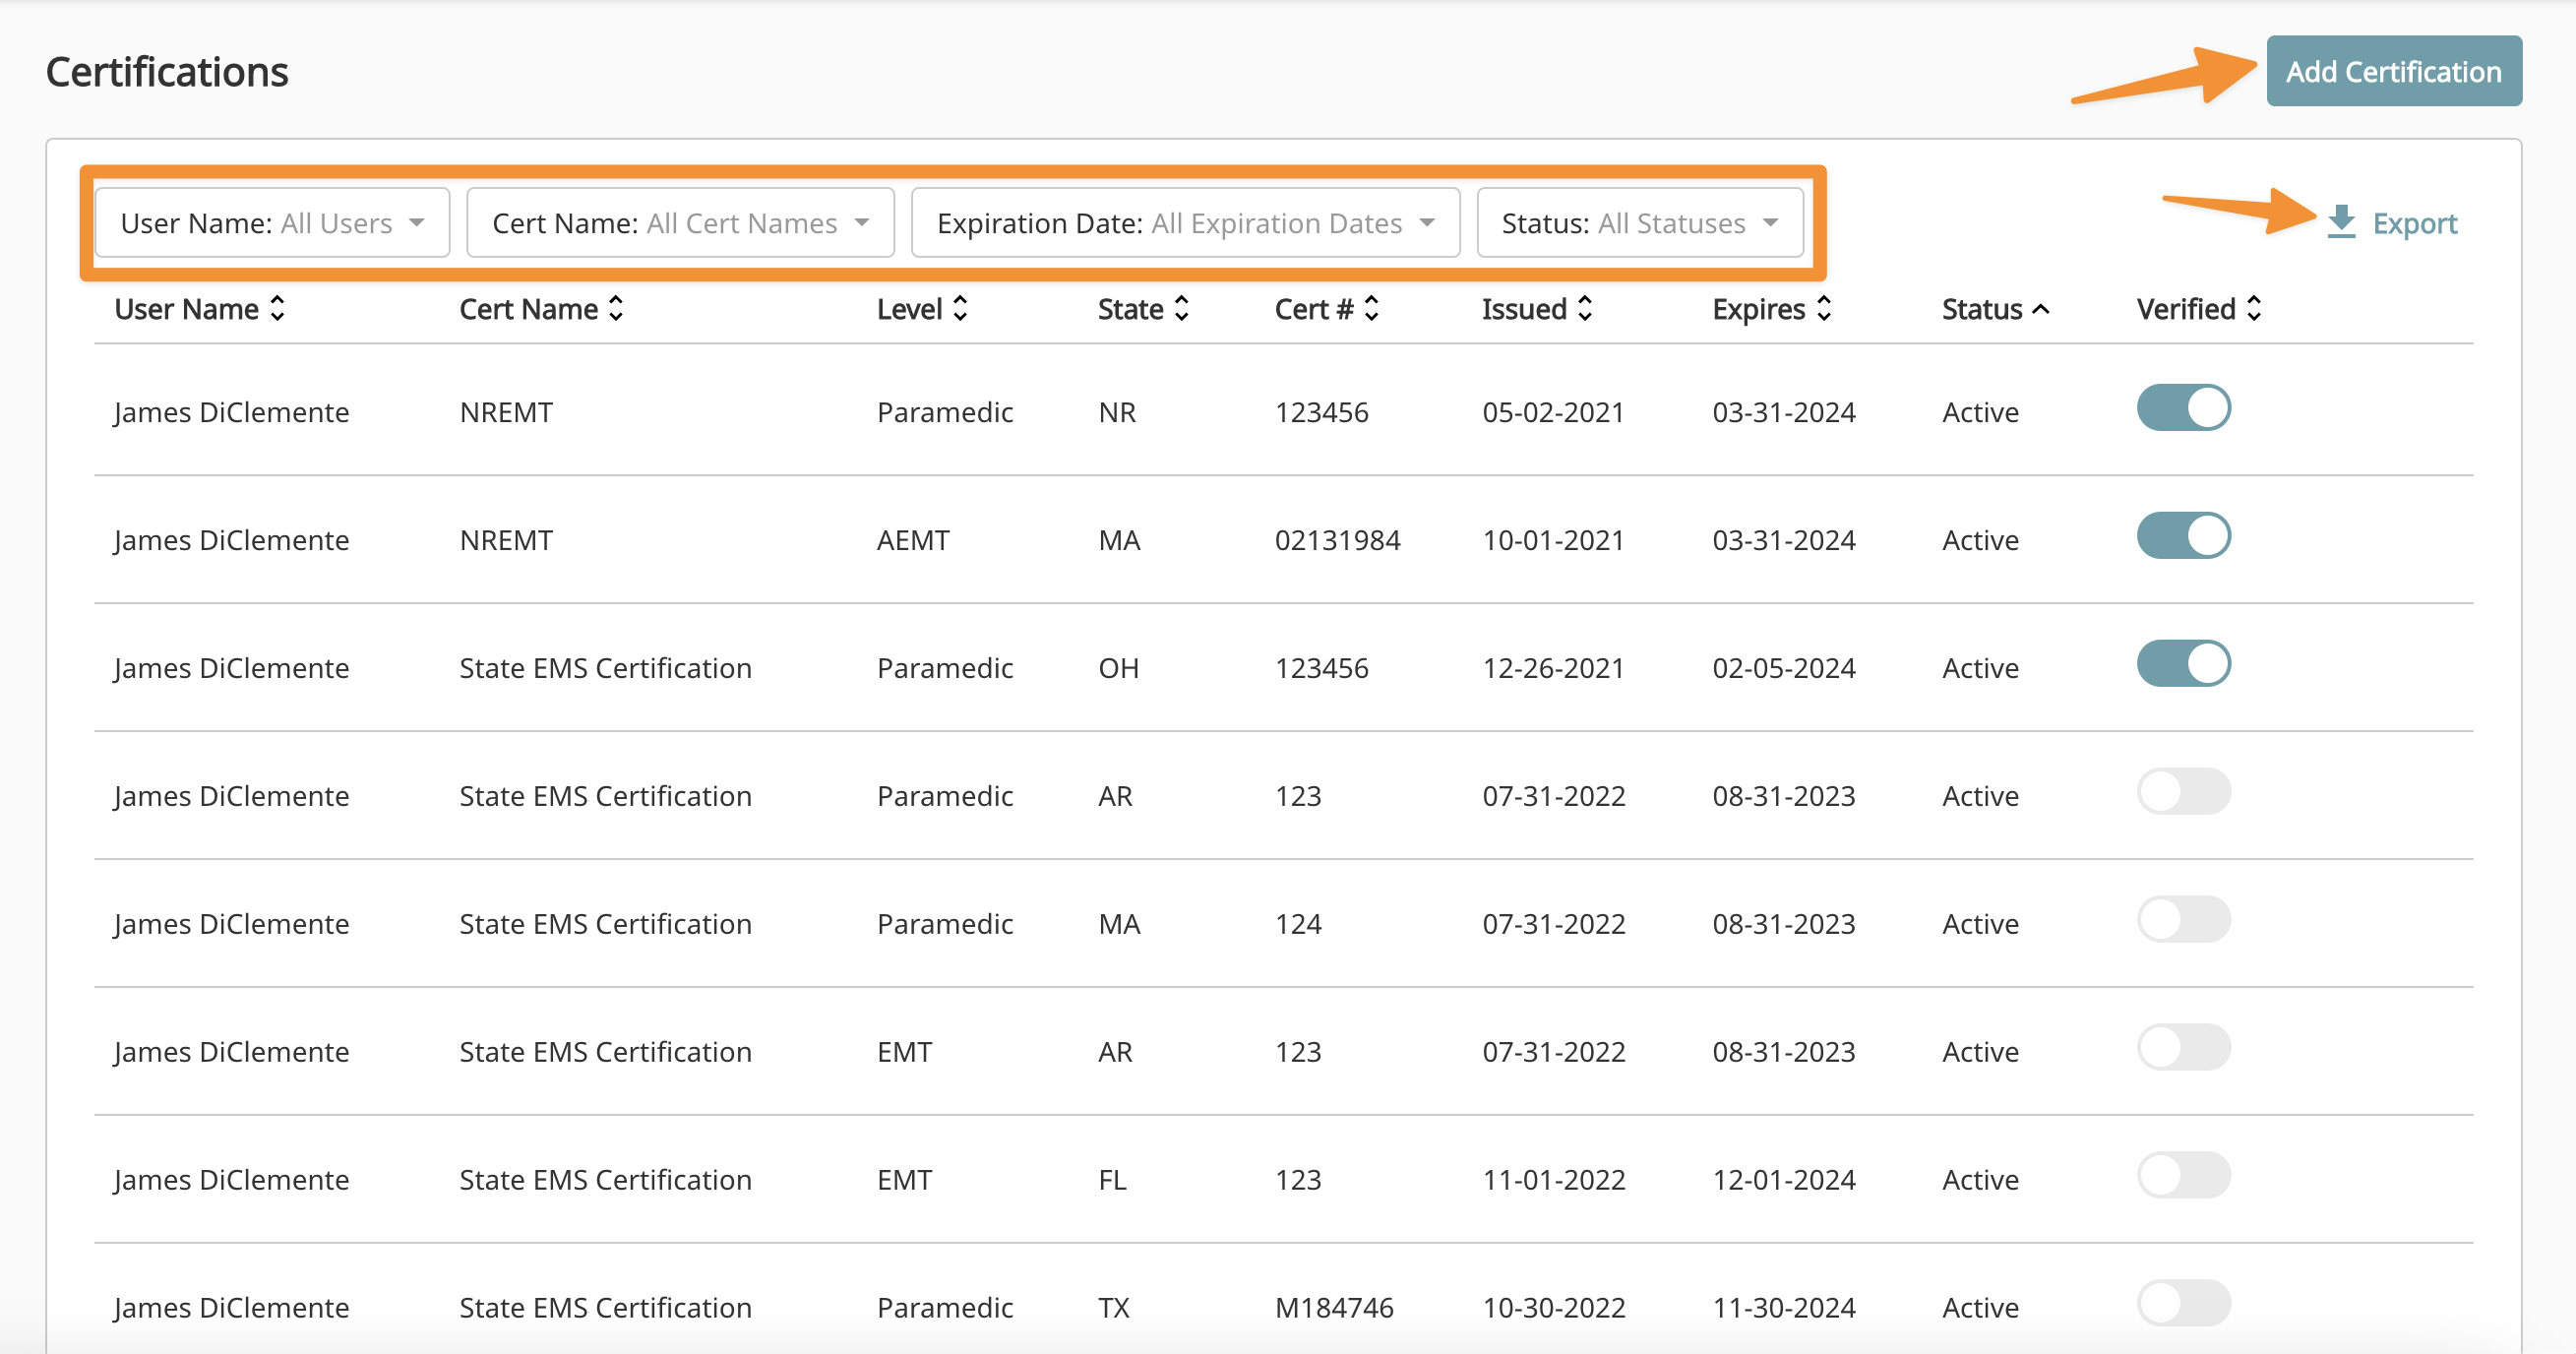 Certifications
Add Certification
User Name: All Users Cert Name: All Cert Names Expiration Date: All Expiration Dates Status: All Statuses Export
User Name Cert Name Level State Cert # Issued Expires Status Verified
James DiClemente NREMT Paramedic NR 123456 05-02-2021 03-31-2024 Active
James DiClemente NREMT AEMT MA 02131984 10-01-2021 03-31-2024 Active
James DiClemente State EMS Certification Paramedic OH 123456 12-26-2021 02-05-2024 Active
James DiClemente State EMS Certification Paramedic AR 123 07-31-2022 08-31-2023 Active
James DiClemente State EMS Certification Paramedic MA 124 07-31-2022 08-31-2023 Active
James DiClemente State EMS Certification EMT AR 123 07-31-2022 08-31-2023 Active
James DiClemente State EMS Certification EMT FL 123 11-01-2022 12-01-2024 Active
James DiClemente State EMS Certification Paramedic TX M184746 10-30-2022 11-30-2024 Active